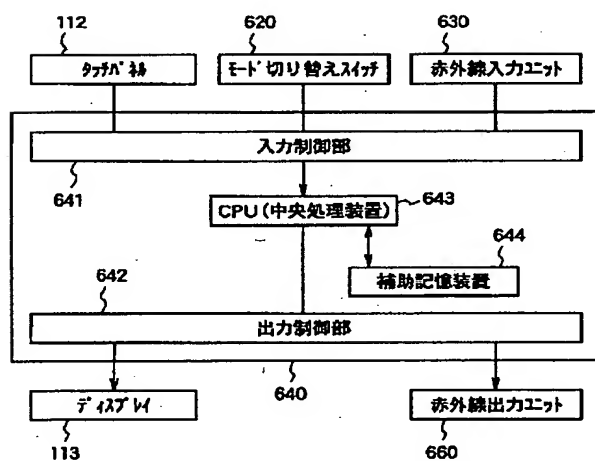 112
620
630
ﾀｯﾁﾊﾟﾈﾙ
ﾓｰﾄﾞ切り替えスイッチ
赤外線入力ユニット
入力制御部
641
CPU(中央処理装置)
643
644
補助記憶装置
642
出力制御部
640
ディスプレイ
113
赤外線出力ユニット
660